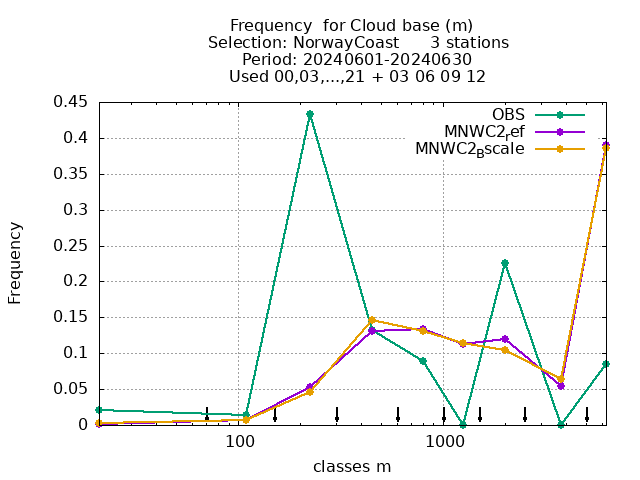 Frequency  for Cloud base (m)
Selection: NorwayCoast      3 stations
Period: 20240601-20240630
Used 00,03,...,21 + 03 06 09 12
OBS
MNWC2ref
MNWC2Bscale
Frequency
0.45
0.4
0.35
0.3
0.25
0.2
0.15
0.1
0.05
0
100
1000
classes m